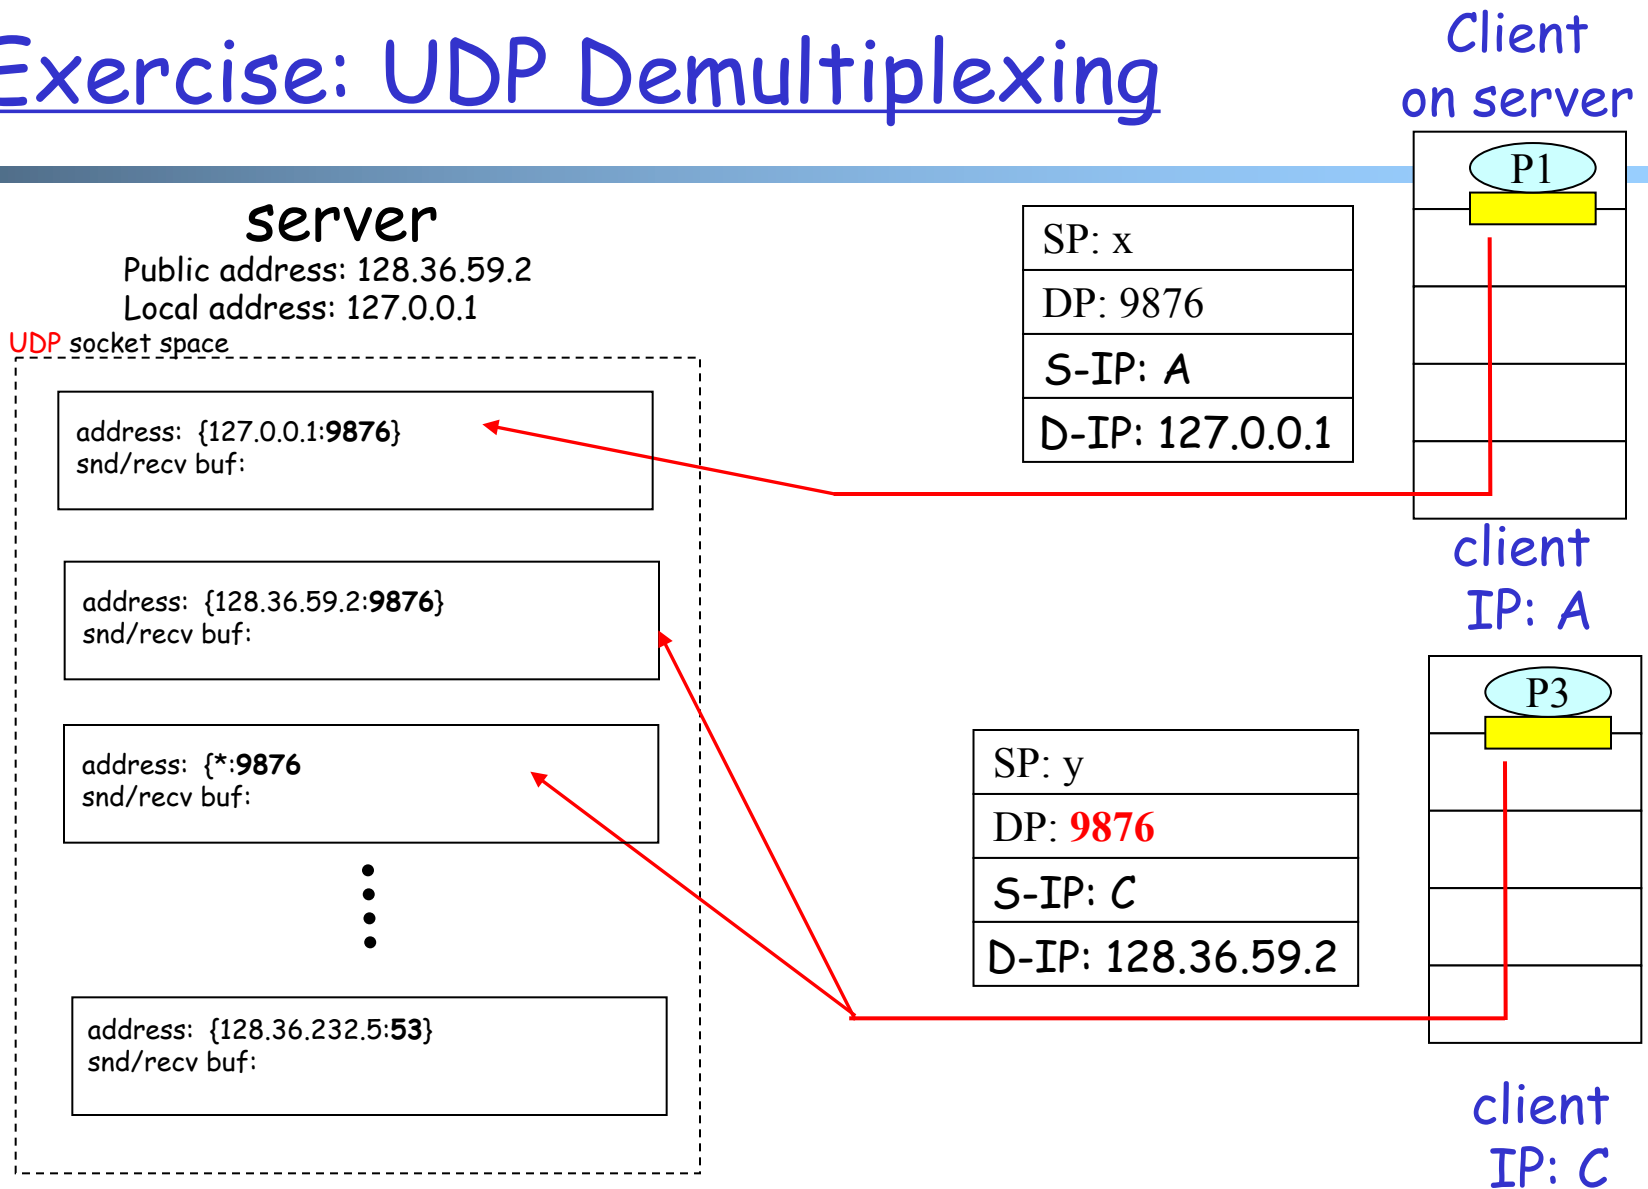 Exercise: UDP Demultiplexing
Client
on server
P1
server
Public address: 128.36.59.2
Local address: 127.0.0.1
UDP socket space
address: {127.0.0.1:9876}
snd/recv buf:
address: {128.36.59.2:9876}
snd/recv buf:
address: {*:9876
snd/recv buf:
address: {128.36.232.5:53}
snd/recv buf:
SP: x
DP: 9876
S-IP: A
D-IP: 127.0.0.1
client
IP: A
P3
SP: y
DP: 9876
S-IP: C
D-IP: 128.36.59.2
client
IP: C